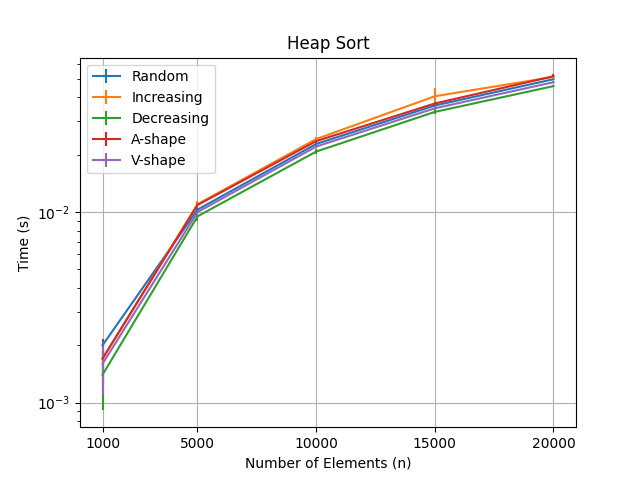 Heap Sort
Random
Increasing
Decreasing
A-shape
V-shape
Time (s)
10⁻²
10⁻³
1000 5000 10000 15000 20000
Number of Elements (n)